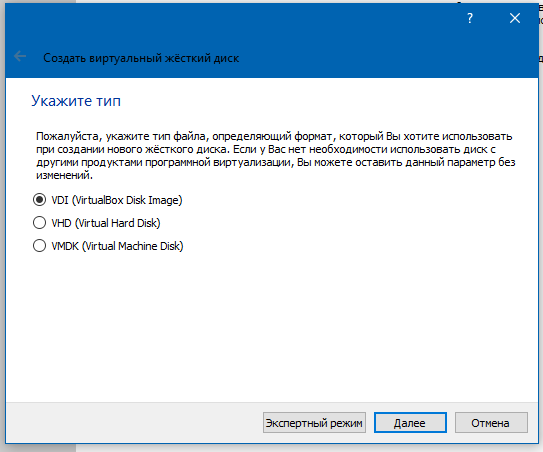 ?
Создать виртуальный жёсткий диск
Укажите тип
Пожалуйста, укажите тип файла, определяющий формат, который Вы хотите использовать
при создании нового жёсткого диска. Если у Вас нет необходимости использовать диск с
другими продуктами программной виртуализации, Вы можете оставить данный параметр без
изменений.
VDI (VirtualBox Disk Image)
VHD (Virtual Hard Disk)
VMDK (Virtual Machine Disk)
Экспертный режим Далее Отмена